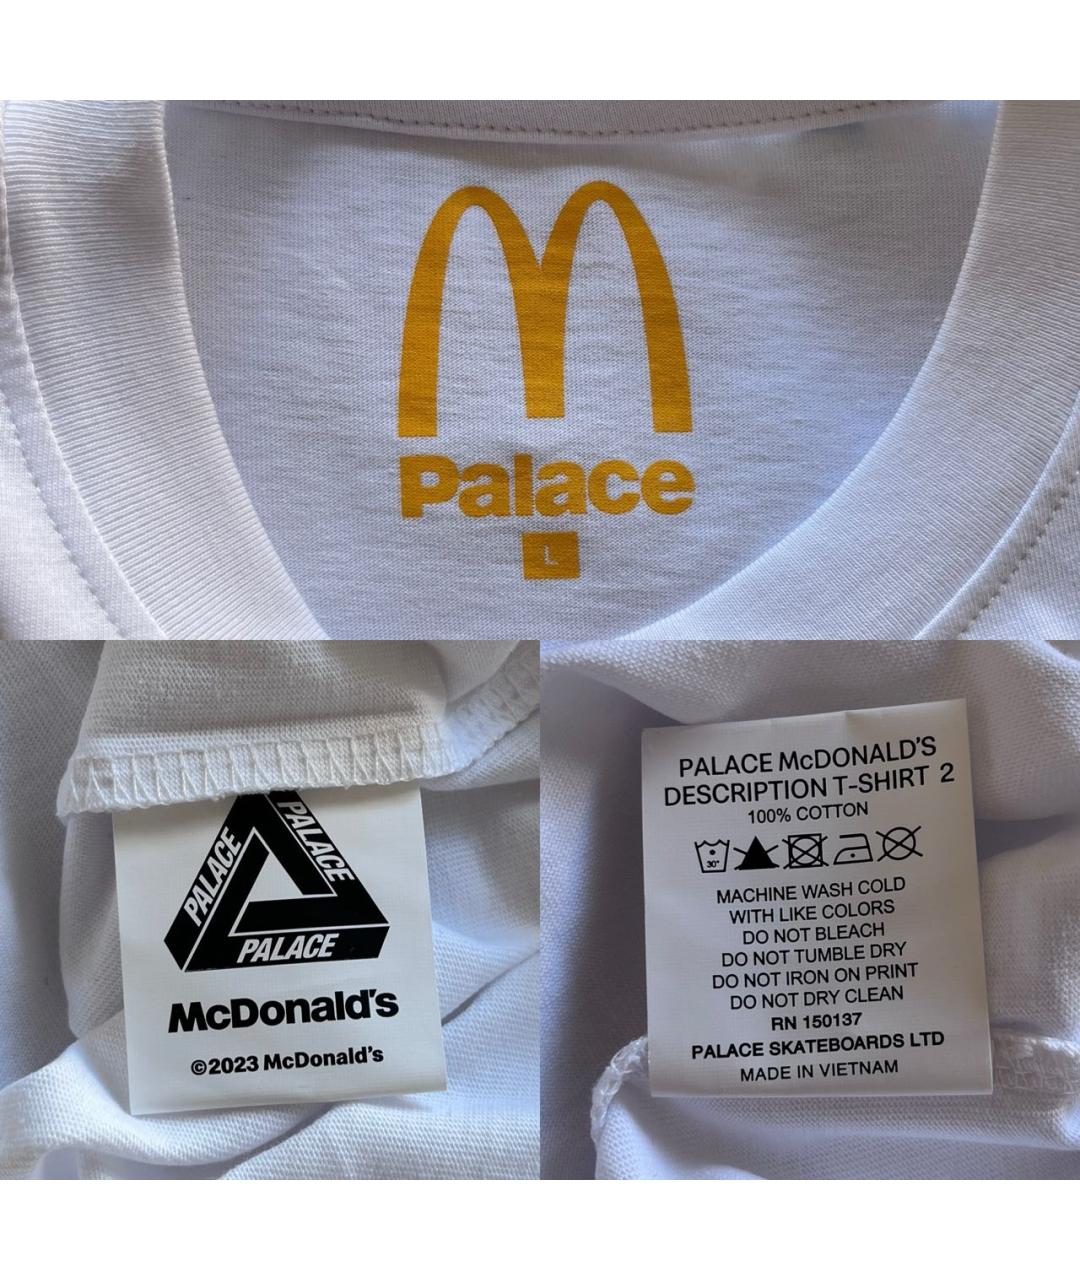 Palace
L
PALACE
PALACE
PALACE
McDonald's
©2023 McDonald's
PALACE McDONALD'S
DESCRIPTION T-SHIRT 2
100% COTTON
30°
MACHINE WASH COLD
WITH LIKE COLORS
DO NOT BLEACH
DO NOT TUMBLE DRY
DO NOT IRON ON PRINT
DO NOT DRY CLEAN
RN 150137
PALACE SKATEBOARDS LTD
MADE IN VIETNAM